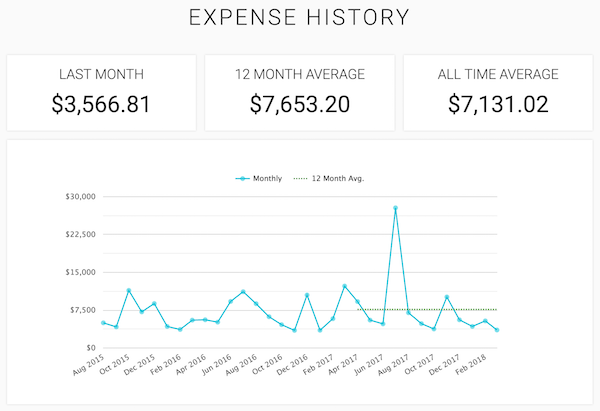 EXPENSE HISTORY
LAST MONTH
$3,566.81
12 MONTH AVERAGE
$7,653.20
ALL TIME AVERAGE
$7,131.02
Monthly
12 Month Avg.
$30,000
$22,500
$15,000
$7,500
$0
Aug 2015
Oct 2015
Dec 2015
Feb 2016
Apr 2016
Jun 2016
Aug 2016
Oct 2016
Dec 2016
Feb 2017
Apr 2017
Jun 2017
Aug 2017
Oct 2017
Dec 2017
Feb 2018